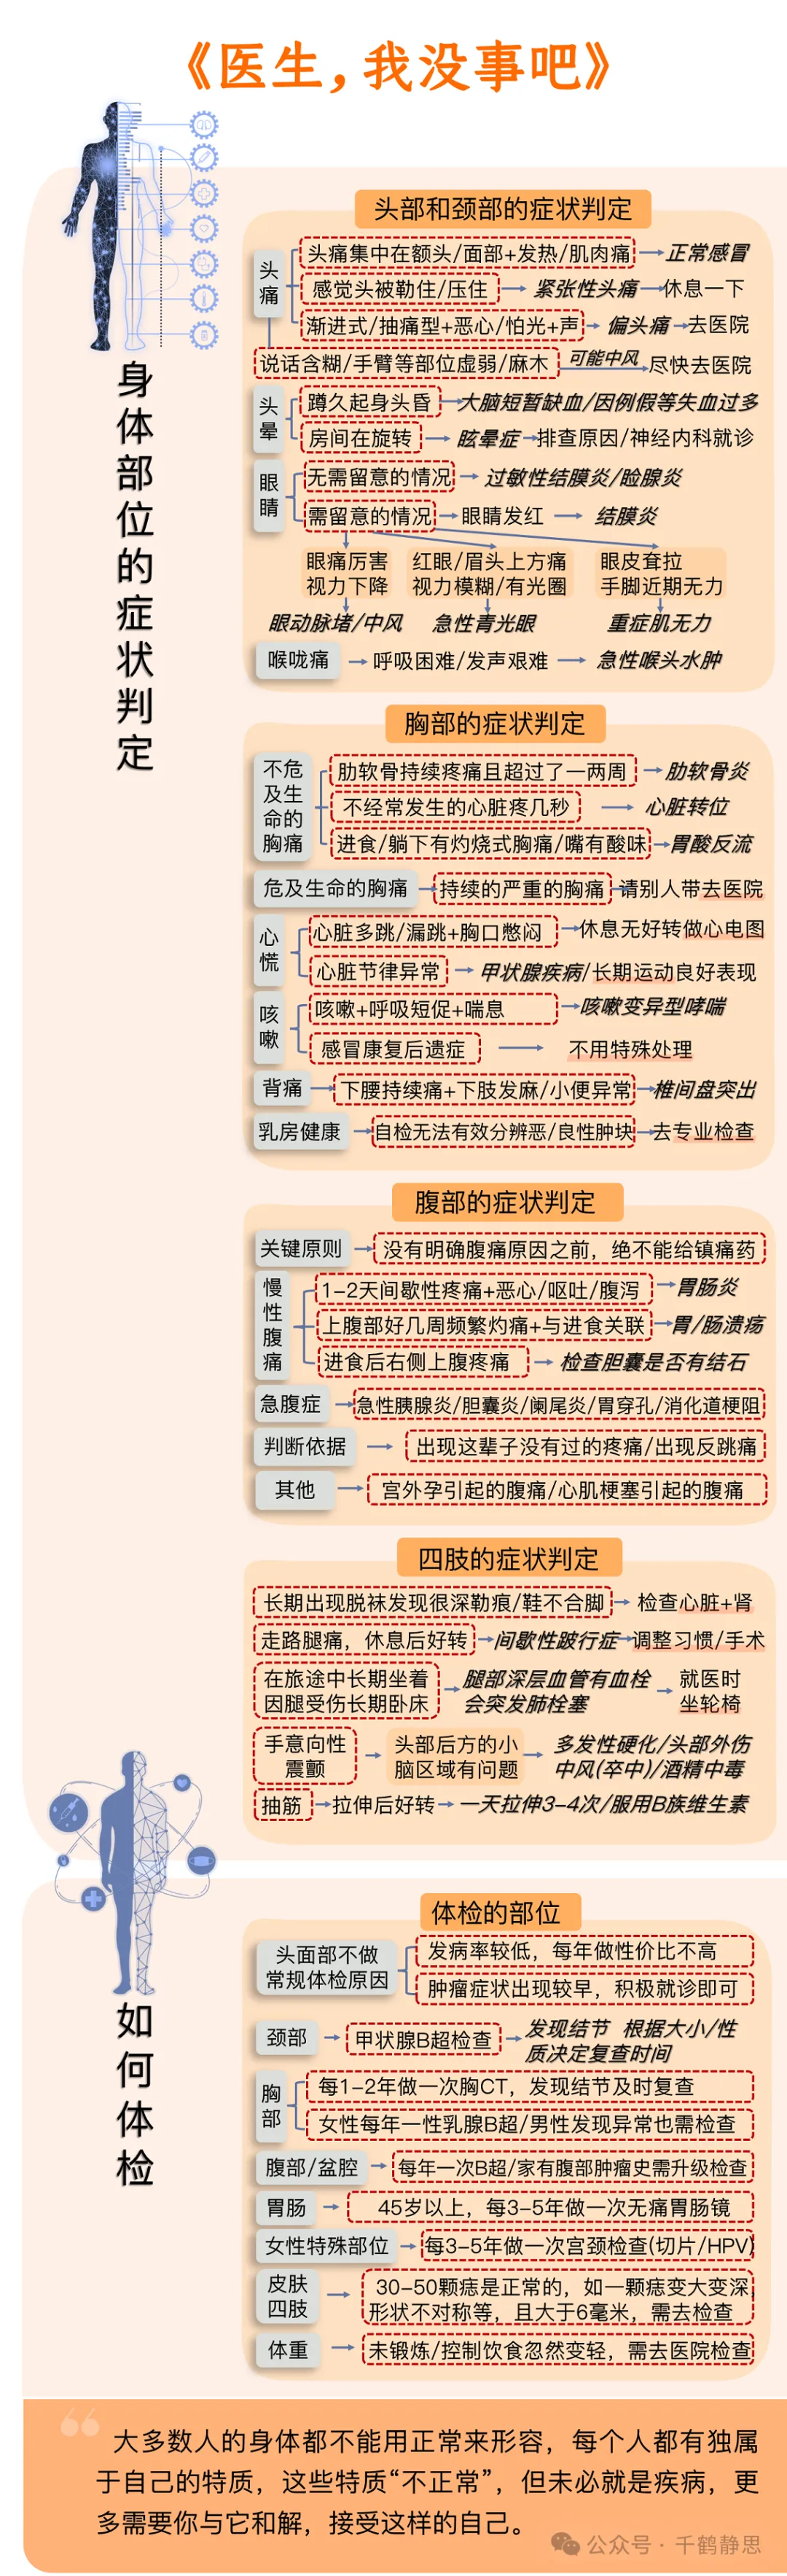 《医生,我没事吧》
身体部位的症状判定
头部和颈部的症状判定
头痛
头痛集中在额头/面部+发热/肌肉痛
正常感冒
感觉头被勒住/压住
紧张性头痛
休息一下
渐进式/抽痛型+恶心/怕光+声
偏头痛
去医院
说话含糊/手臂等部位虚弱/麻木
可能中风
尽快去医院
头晕
蹲久起身头昏
大脑短暂缺血/因例假等失血过多
房间在旋转
眩晕症
排查原因/神经内科就诊
眼睛
无需留意的情况
过敏性结膜炎/睑腺炎
需留意的情况
眼睛发红
结膜炎
眼痛厉害
视力下降
红眼/眉头上方痛
视力模糊/有光圈
眼皮耷拉
手脚近期无力
眼动脉堵/中风
急性青光眼
重症肌无力
喉咙痛
呼吸困难/发声艰难
急性喉头水肿
胸部的症状判定
不危及生命的胸痛
肋软骨持续疼痛且超过了一两周
肋软骨炎
不经常发生的心脏疼几秒
心脏转位
进食/躺下有灼烧式胸痛/嘴有酸味
胃酸反流
危及生命的胸痛
持续的严重的胸痛
请别人带去医院
心慌
心脏多跳/漏跳+胸口憋闷
休息无好转做心电图
心脏节律异常
甲状腺疾病/长期运动良好表现
咳嗽
咳嗽+呼吸短促+喘息
咳嗽变异型哮喘
感冒康复后遗症
不用特殊处理
背痛
下腰持续痛+下肢发麻/小便异常
椎间盘突出
乳房健康
自检无法有效分辨恶/良性肿块
去专业检查
腹部的症状判定
关键原则
没有明确腹痛原因之前，绝不能给镇痛药
慢性腹痛
1-2天间歇性疼痛+恶心/呕吐/腹泻
胃肠炎
上腹部好几周频繁灼痛+与进食关联
胃/肠溃疡
进食后右侧上腹疼痛
检查胆囊是否有结石
急腹症
急性胰腺炎/胆囊炎/阑尾炎/胃穿孔/消化道梗阻
判断依据
出现这辈子没有过的疼痛/出现反跳痛
其他
宫外孕引起的腹痛/心肌梗塞引起的腹痛
四肢的症状判定
长期出现脱袜发现很深勒痕/鞋不合脚
检查心脏+肾
走路腿痛，休息后好转
间歇性跛行症
调整习惯/手术
在旅途中长期坐着
因腿受伤长期卧床
腿部深层血管有血栓
会突发肺栓塞
就医时
坐轮椅
手意向性
震颤
头部后方的小
脑区域有问题
多发性硬化/头部外伤
中风(卒中)/酒精中毒
抽筋
拉伸后好转
一天拉伸3-4次/服用B族维生素
如何体检
体检的部位
头面部不做
常规体检原因
发病率较低，每年做性价比不高
肿瘤症状出现较早，积极就诊即可
颈部
甲状腺B超检查
发现结节 根据大小/性
质决定复查时间
胸部
每1-2年做一次胸CT，发现结节及时复查
女性每年一性乳腺B超/男性发现异常也需检查
腹部/盆腔
每年一次B超/家有腹部肿瘤史需升级检查
胃肠
45岁以上，每3-5年做一次无痛胃肠镜
女性特殊部位
每3-5年做一次宫颈检查(切片/HPV)
皮肤
四肢
30-50颗痣是正常的，如一颗痣变大变深
形状不对称等，且大于6毫米，需去检查
体重
未锻炼/控制饮食忽然变轻，需去医院检查
大多数人的身体都不能用正常来形容，每个人都有独属
于自己的特质，这些特质“不正常”，但未必就是疾病，更
多需要你与它和解，接受这样的自己。
公众号 · 千鹤静思